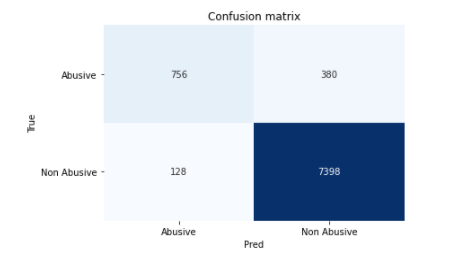 Confusion matrix
Abusive
756
380
True
Non Abusive
128
7398
Abusive
Non Abusive
Pred